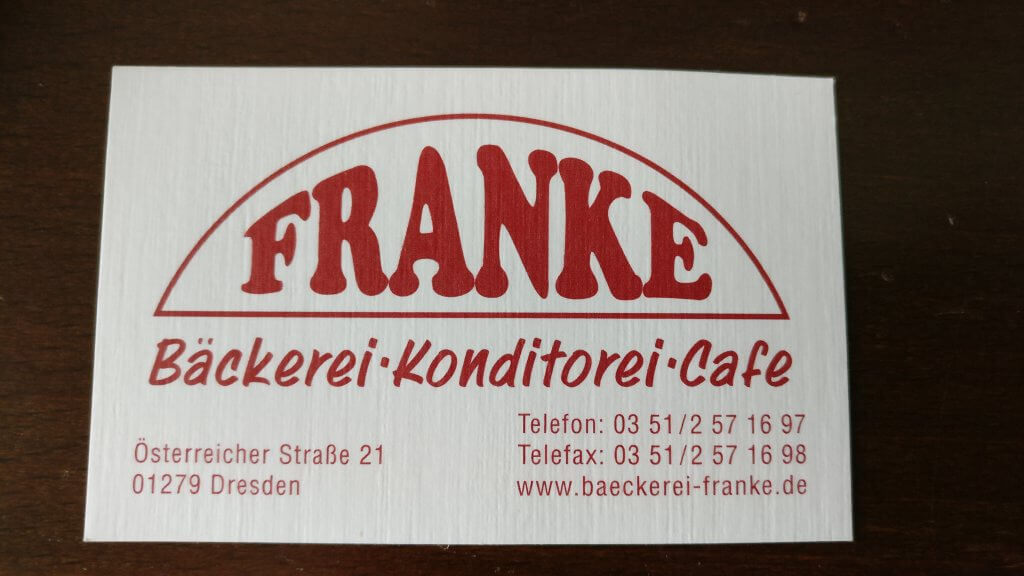 FRANKE
Bäckerei·Konditorei·Cafe
Österreicher Straße 21
01279 Dresden
Telefon: 03 51/2 57 16 97
Telefax: 03 51/2 57 16 98
www.baeckerei-franke.de